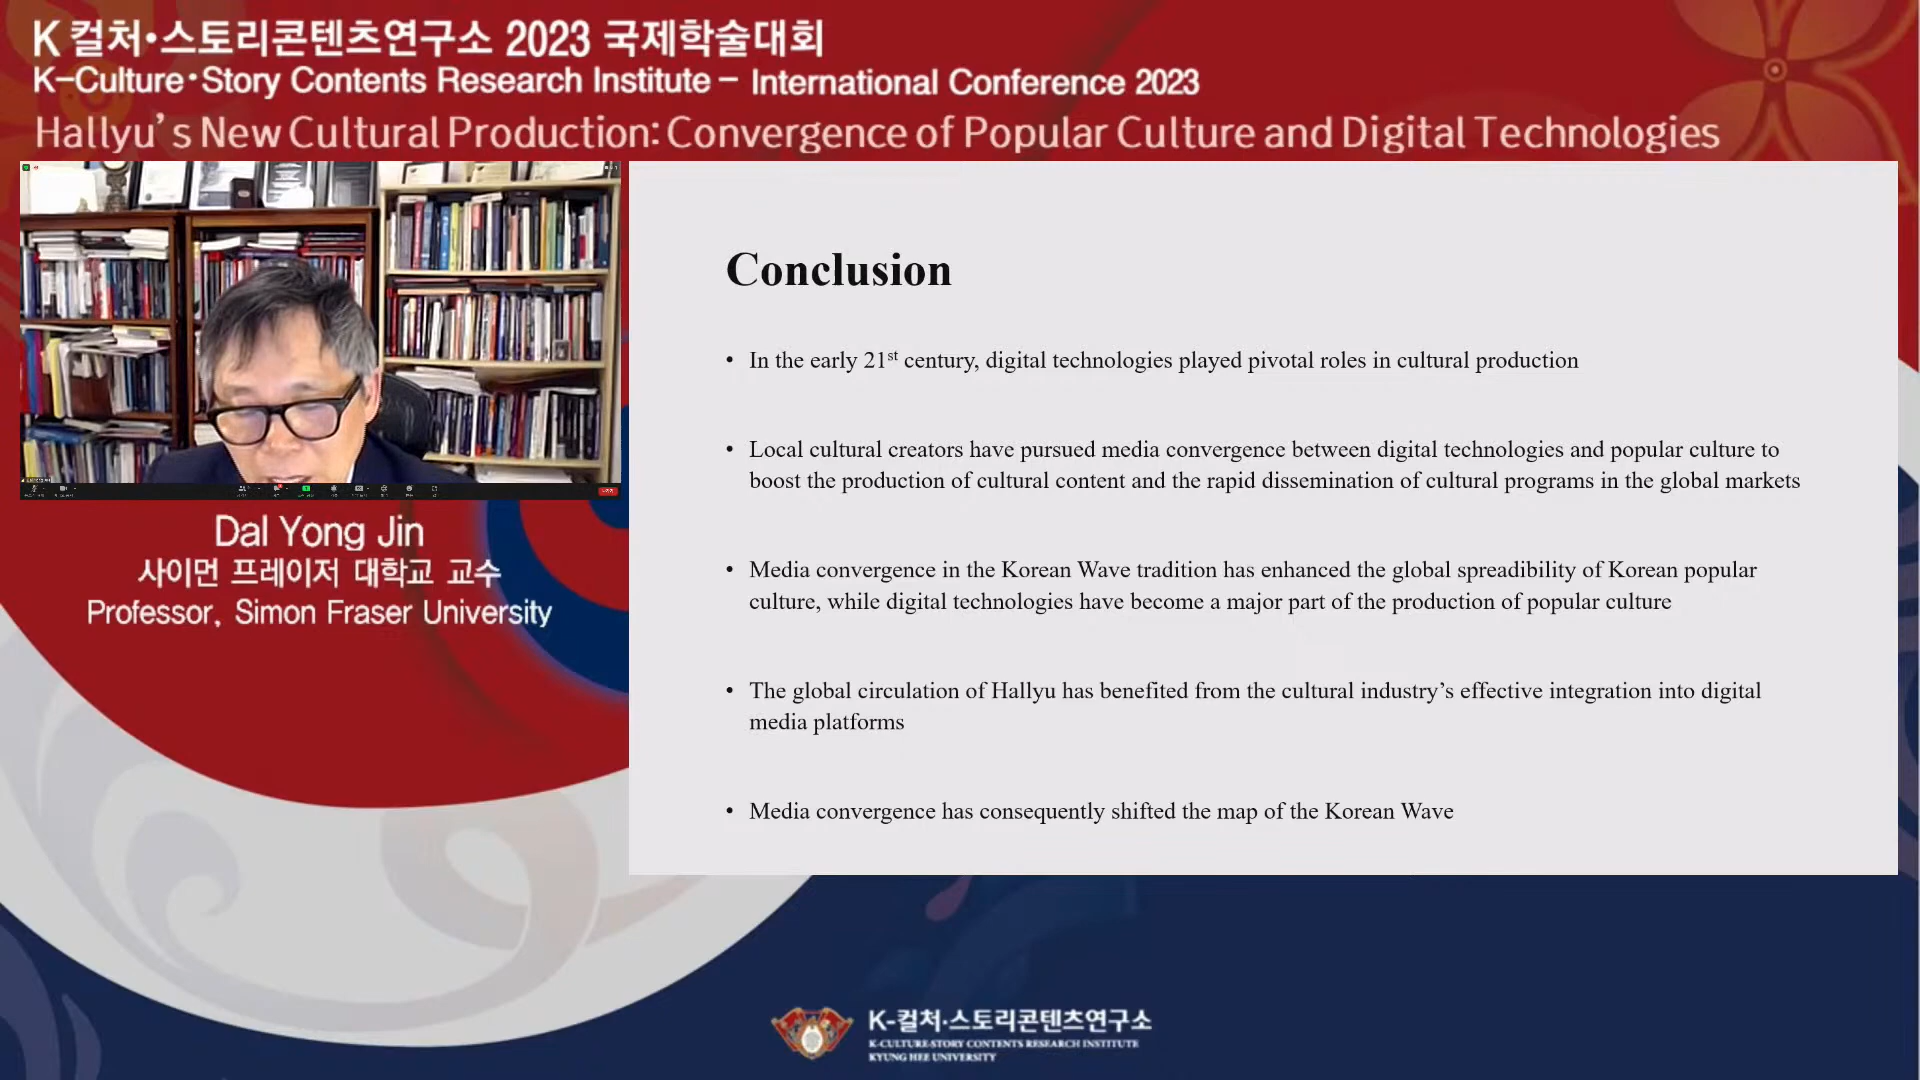 K 컬처•스토리콘텐츠연구소 2023 국제학술대회
K-Culture•Story Contents Research Institute - International Conference 2023
Hallyu's New Cultural Production: Convergence of Popular Culture and Digital Technologies
Dal Yong Jin
사이먼 프레이저 대학교 교수
Professor, Simon Fraser University
Conclusion
• In the early 21st century, digital technologies played pivotal roles in cultural production
• Local cultural creators have pursued media convergence between digital technologies and popular culture to
boost the production of cultural content and the rapid dissemination of cultural programs in the global markets
• Media convergence in the Korean Wave tradition has enhanced the global spreadibility of Korean popular
culture, while digital technologies have become a major part of the production of popular culture
• The global circulation of Hallyu has benefited from the cultural industry's effective integration into digital
media platforms
• Media convergence has consequently shifted the map of the Korean Wave
K-컬처•스토리콘텐츠연구소
K-CULTURE•STORY CONTENTS RESEARCH INSTITUTE
KYUNG HEE UNIVERSITY